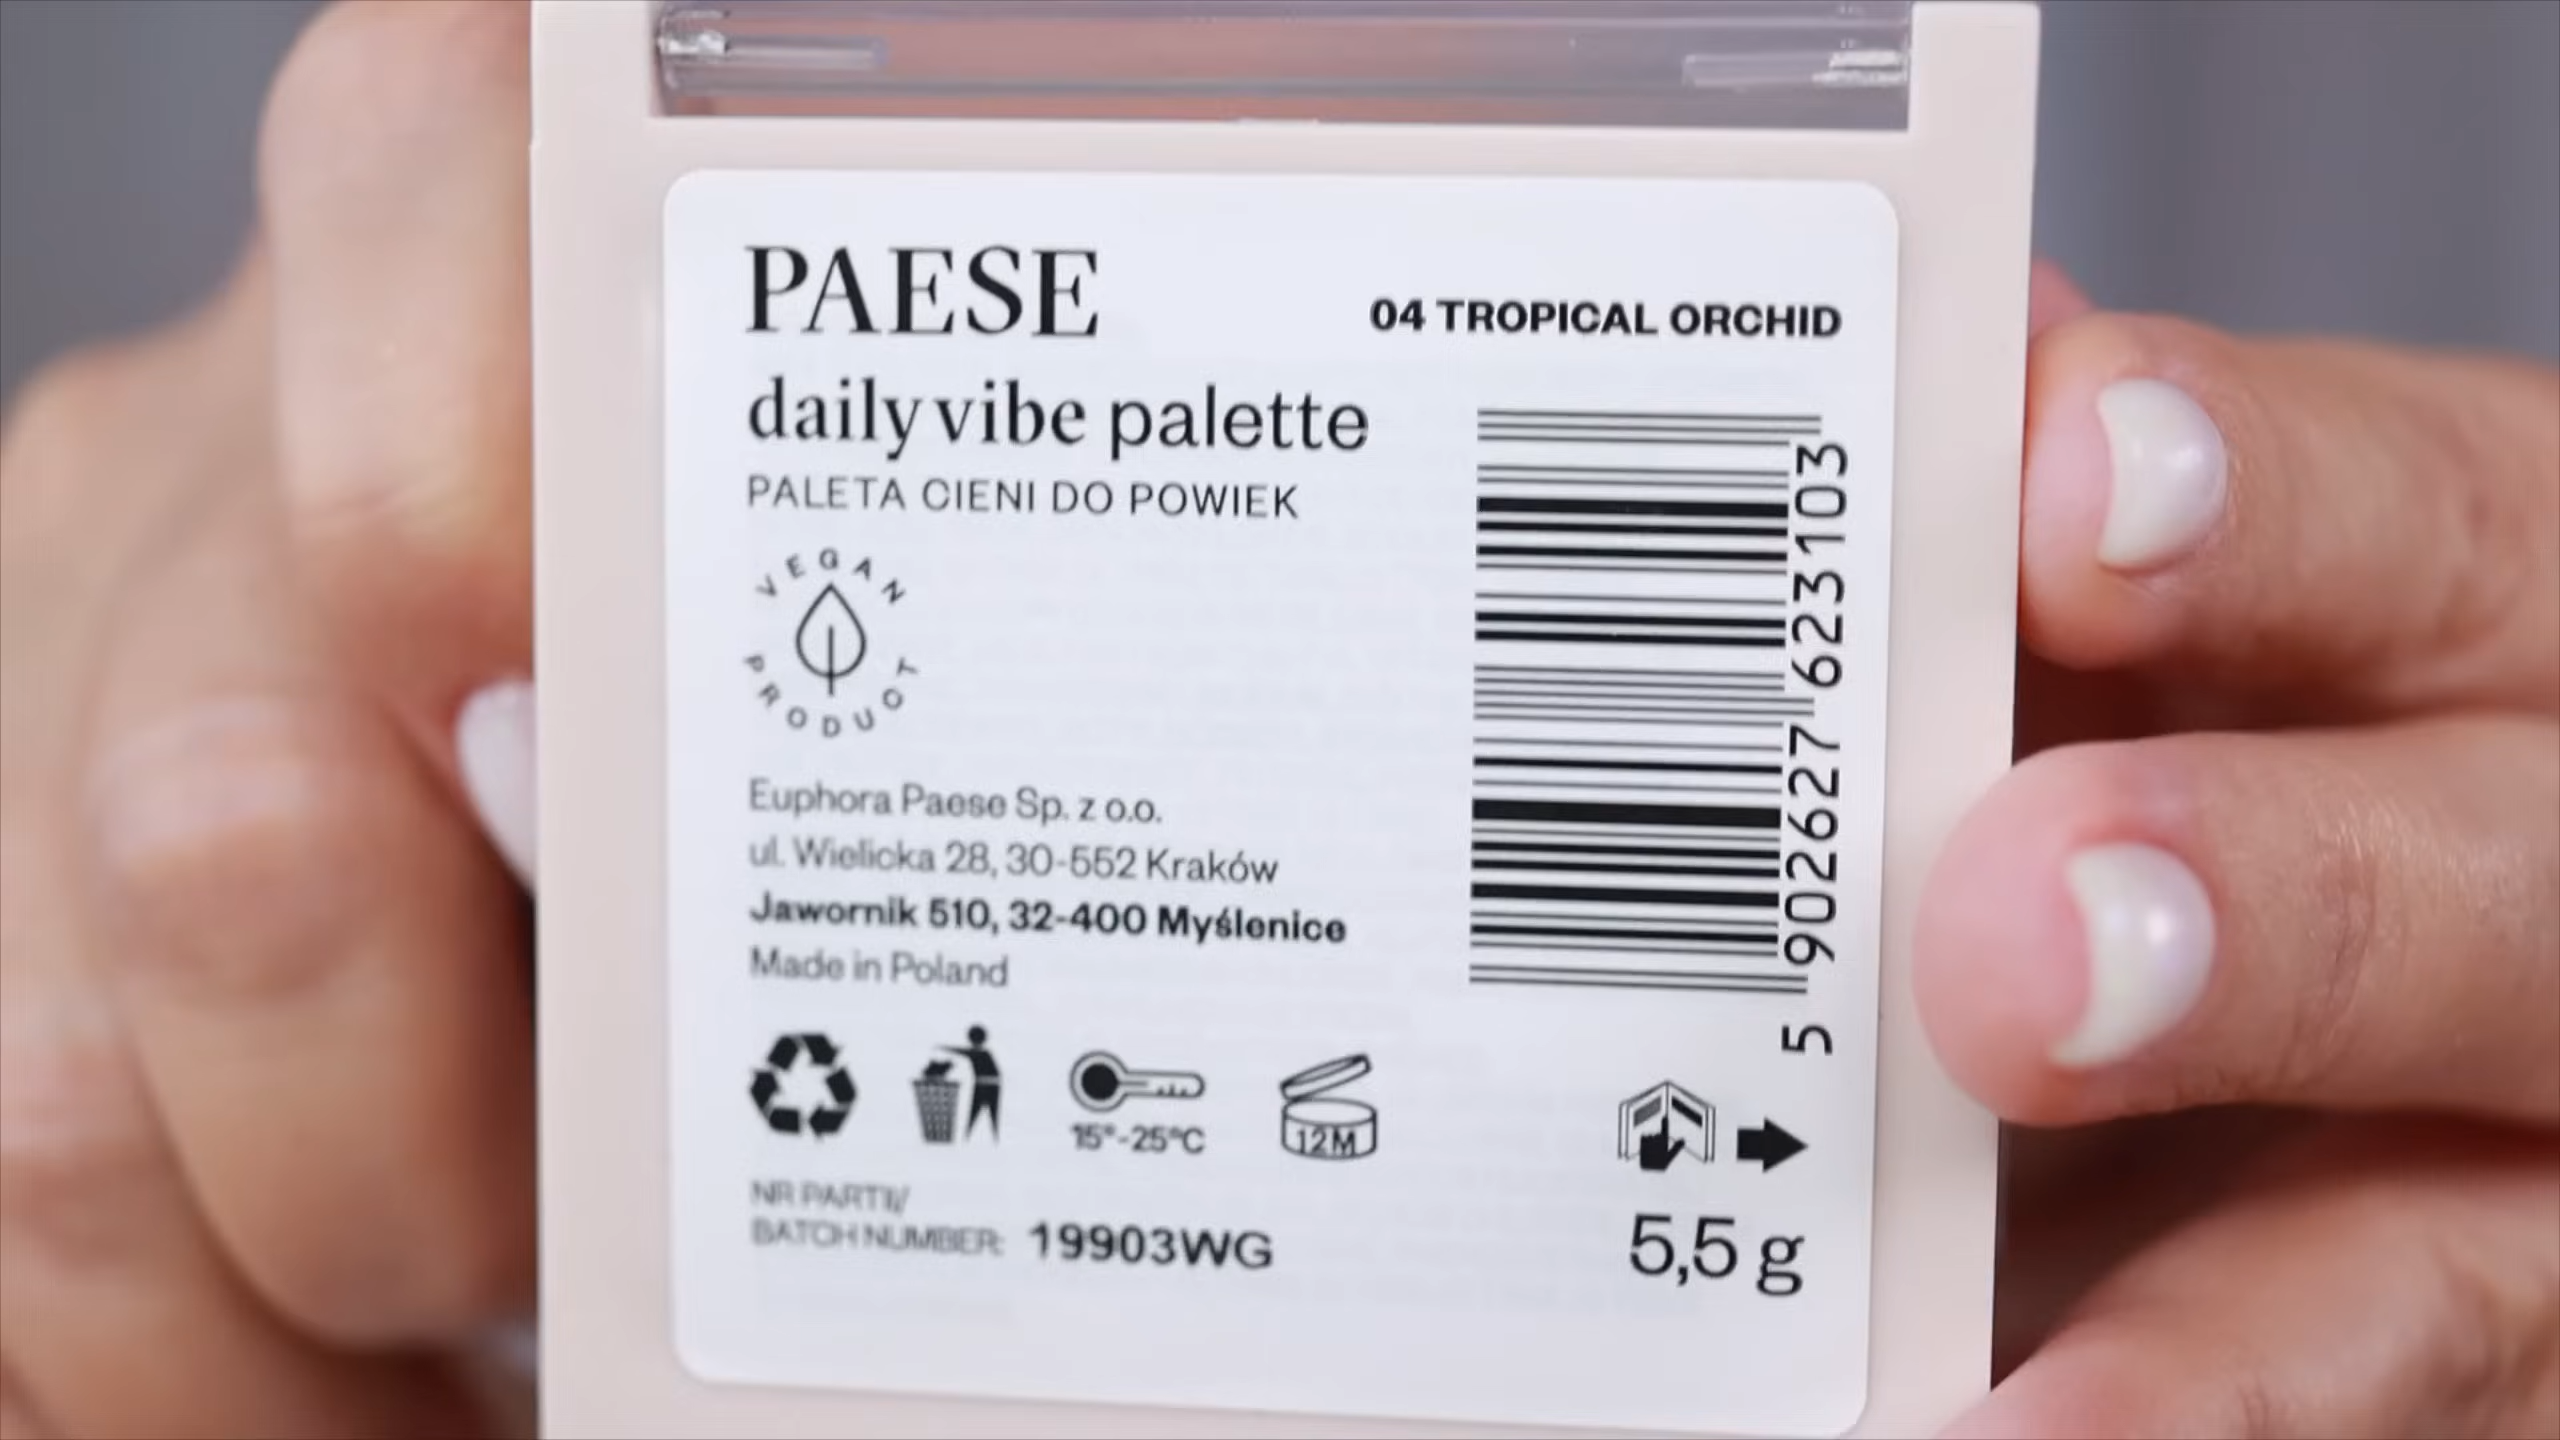 PAESE
04 TROPICAL ORCHID
daily vibe palette
PALETA CIENI DO POWIEK
VEGAN PRODUCT
Euphora Paese Sp. z o.o.
ul. Wielicka 28, 30-552 Kraków
Jawornik 510, 32-400 Myślenice
Made in Poland
5 902627 623103
15°-25°C
12M
NR PARTII/
BATCH NUMBER: 19903WG
5,5 g